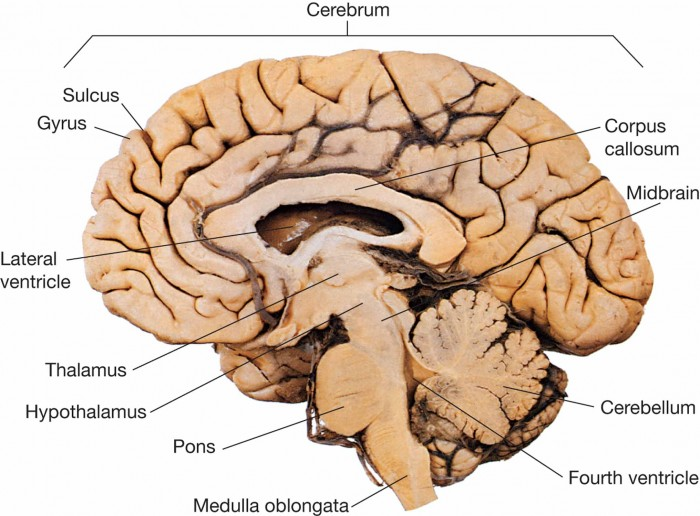 Cerebrum
Sulcus
Gyrus
Corpus
callosum
Midbrain
Lateral
ventricle
Thalamus
Hypothalamus
Cerebellum
Pons
Fourth ventricle
Medulla oblongata